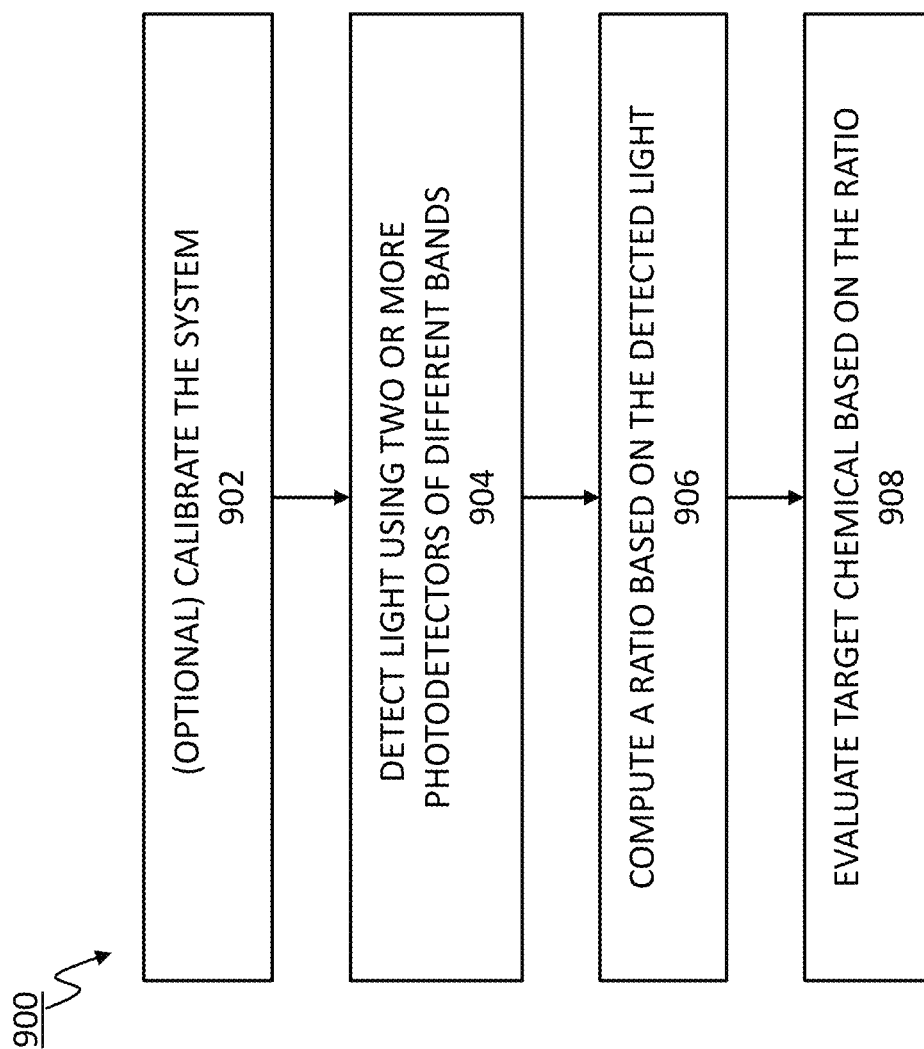 900
(OPTIONAL) CALIBRATE THE SYSTEM
902
DETECT LIGHT USING TWO OR MORE
PHOTODETECTORS OF DIFFERENT BANDS
904
COMPUTE A RATIO BASED ON THE DETECTED LIGHT
906
EVALUATE TARGET CHEMICAL BASED ON THE RATIO
908